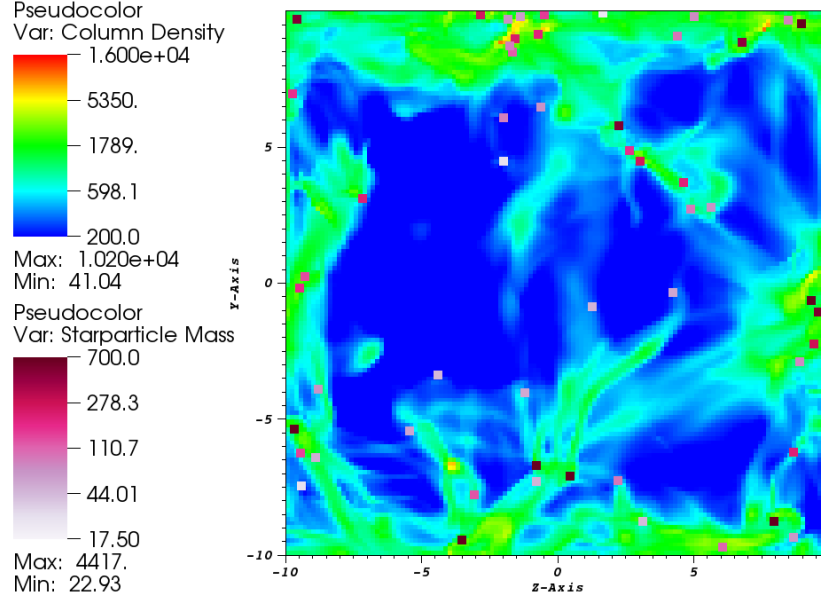 Pseudocolor
Var: Column Density
1.600e+04
5350.
1789.
598.1
200.0
Max: 1.020e+04
Min: 41.04
Pseudocolor
Var: Starparticle Mass
700.0
278.3
110.7
44.01
17.50
Max: 4417.
Min: 22.93
Y-Axis
5
0
-5
-10
-10
-5
0
5
Z-Axis